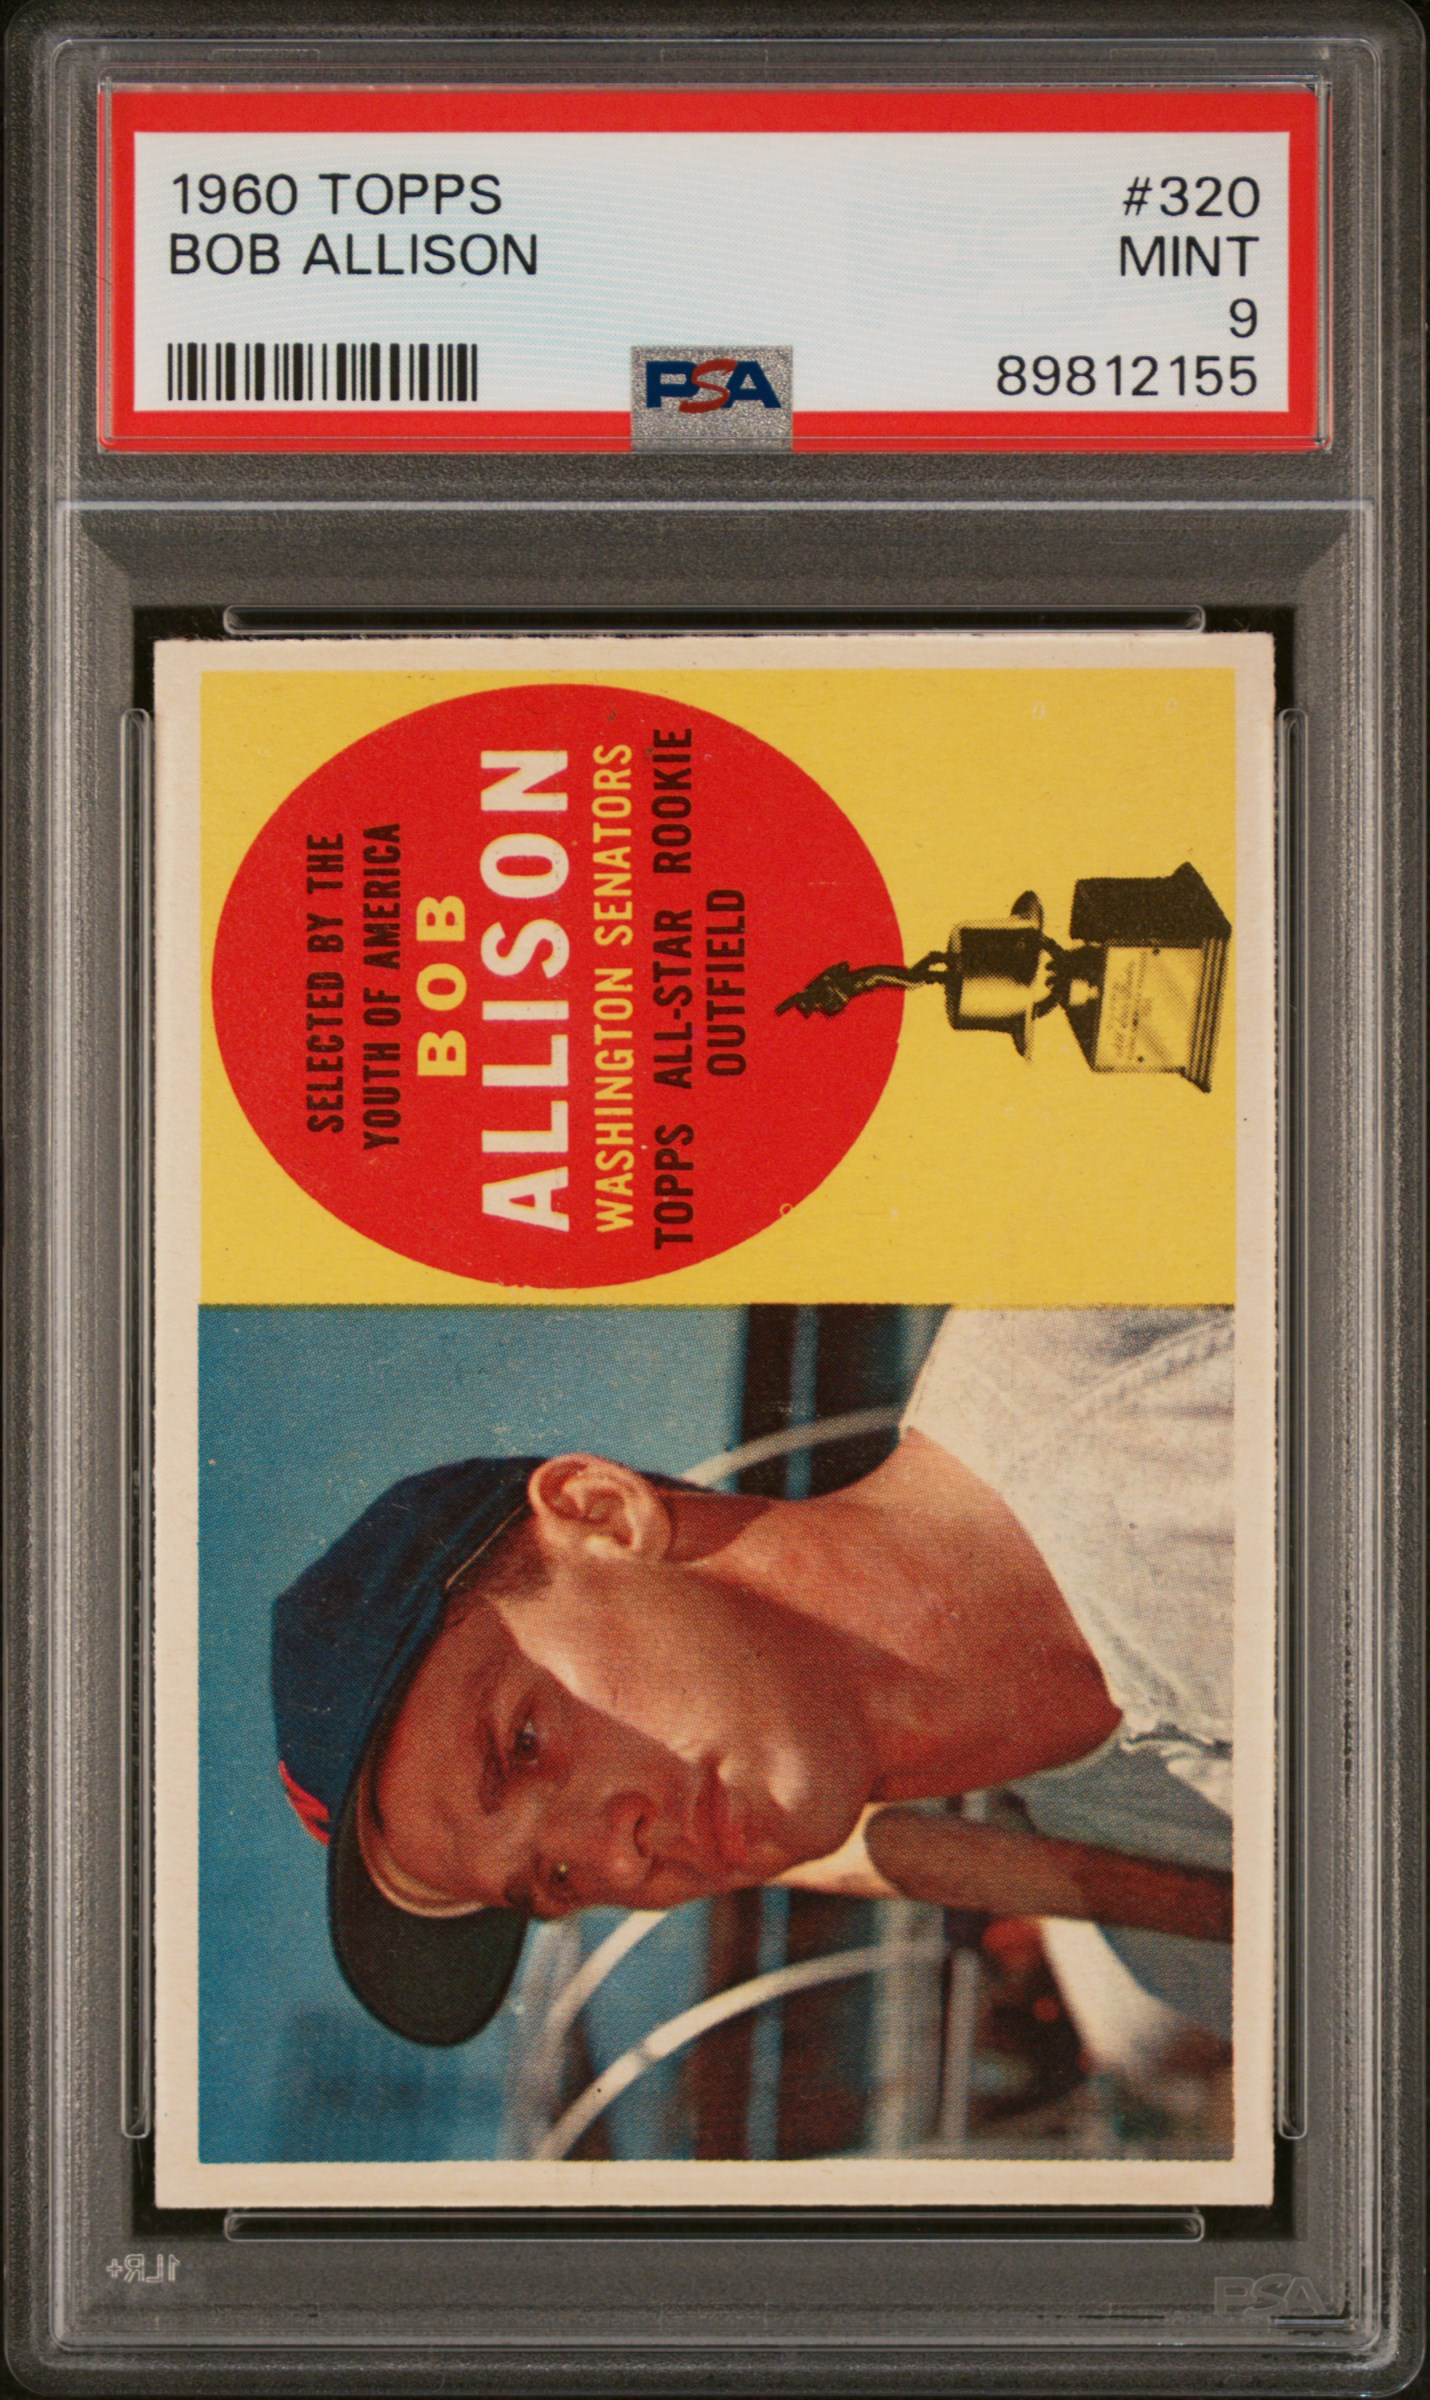 1960 TOPPS
BOB ALLISON
#320
MINT
9
89812155
PSA
SELECTED BY THE
YOUTH OF AMERICA
BOB
ALLISON
WASHINGTON SENATORS
TOPPS ALL-STAR ROOKIE
OUTFIELD
1LR+
PSA